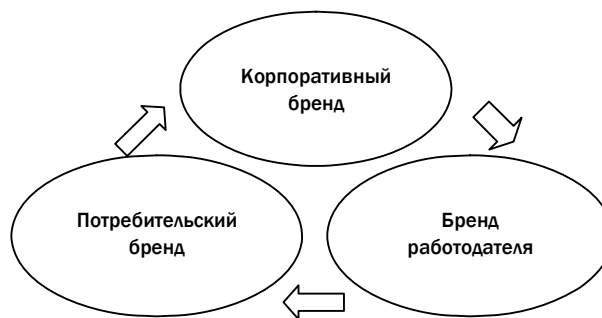 Корпоративный
бренд
Потребительский
бренд
Бренд
работодателя